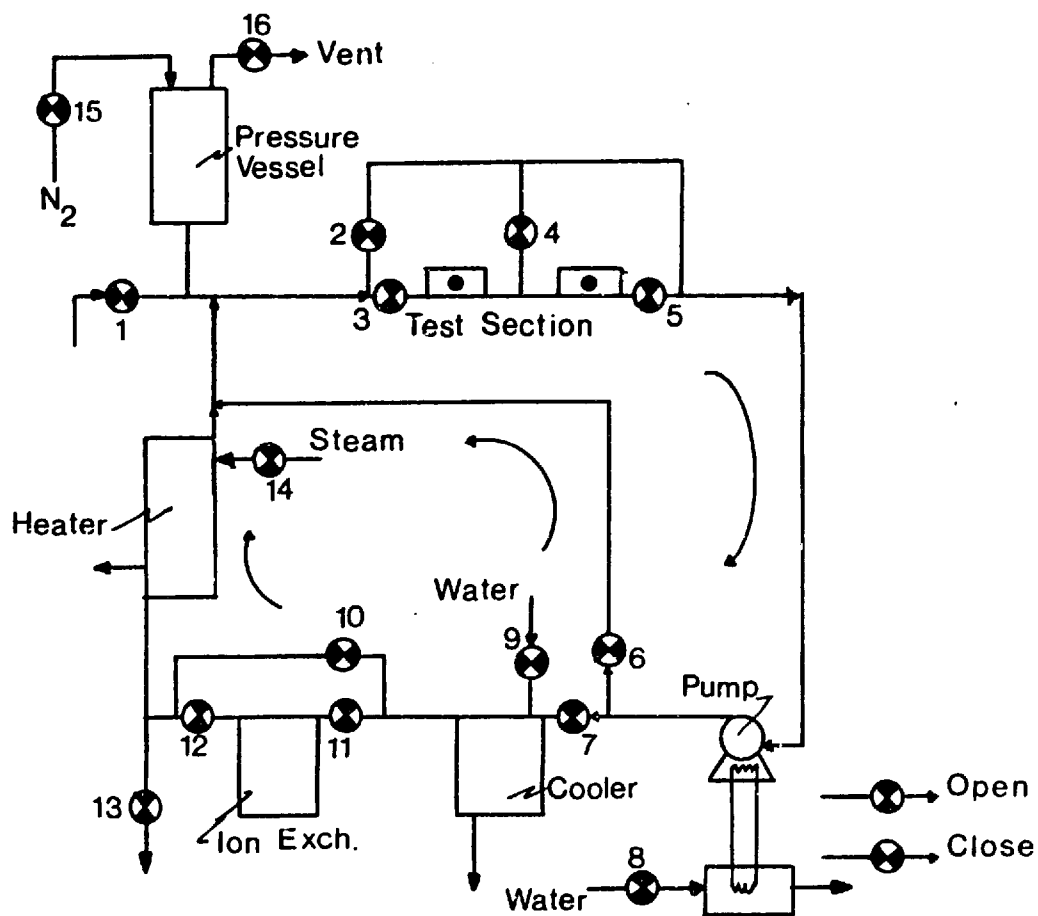 16
Vent
15
Pressure
Vessel
N2
2
4
1
3
Test Section
5
Steam
14
Heater
Water
10
9
6
Pump
12
11
7
13
Cooler
Open
Ion Exch.
Close
8
Water